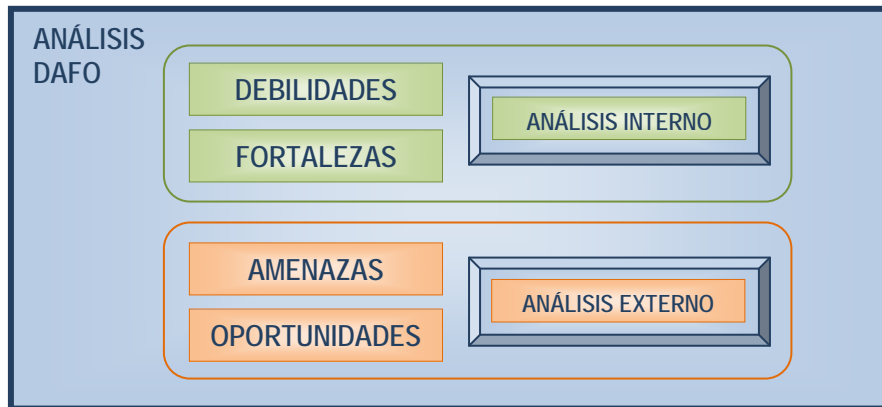 ANÁLISIS
DAFO
DEBILIDADES
FORTALEZAS
ANÁLISIS INTERNO
AMENAZAS
OPORTUNIDADES
ANÁLISIS EXTERNO